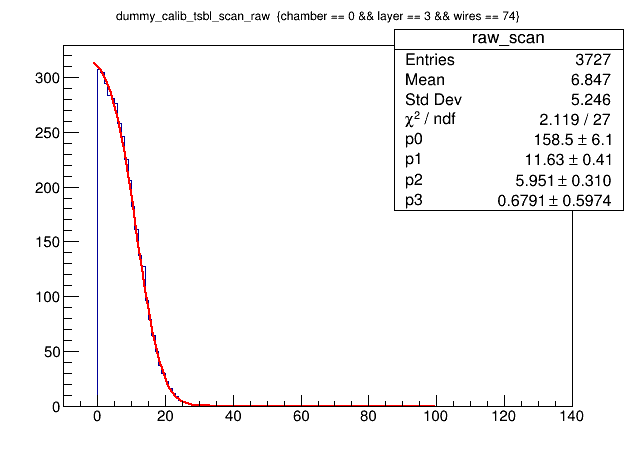 dummy_calib_tsbl_scan_raw {chamber == 0 && layer == 3 && wires == 74}
raw_scan
Entries 3727
Mean 6.847
Std Dev 5.246
χ² / ndf 2.119 / 27
p0 158.5 ± 6.1
p1 11.63 ± 0.41
p2 5.951 ± 0.310
p3 0.6791 ± 0.5974
300
250
200
150
100
50
0
0 20 40 60 80 100 120 140